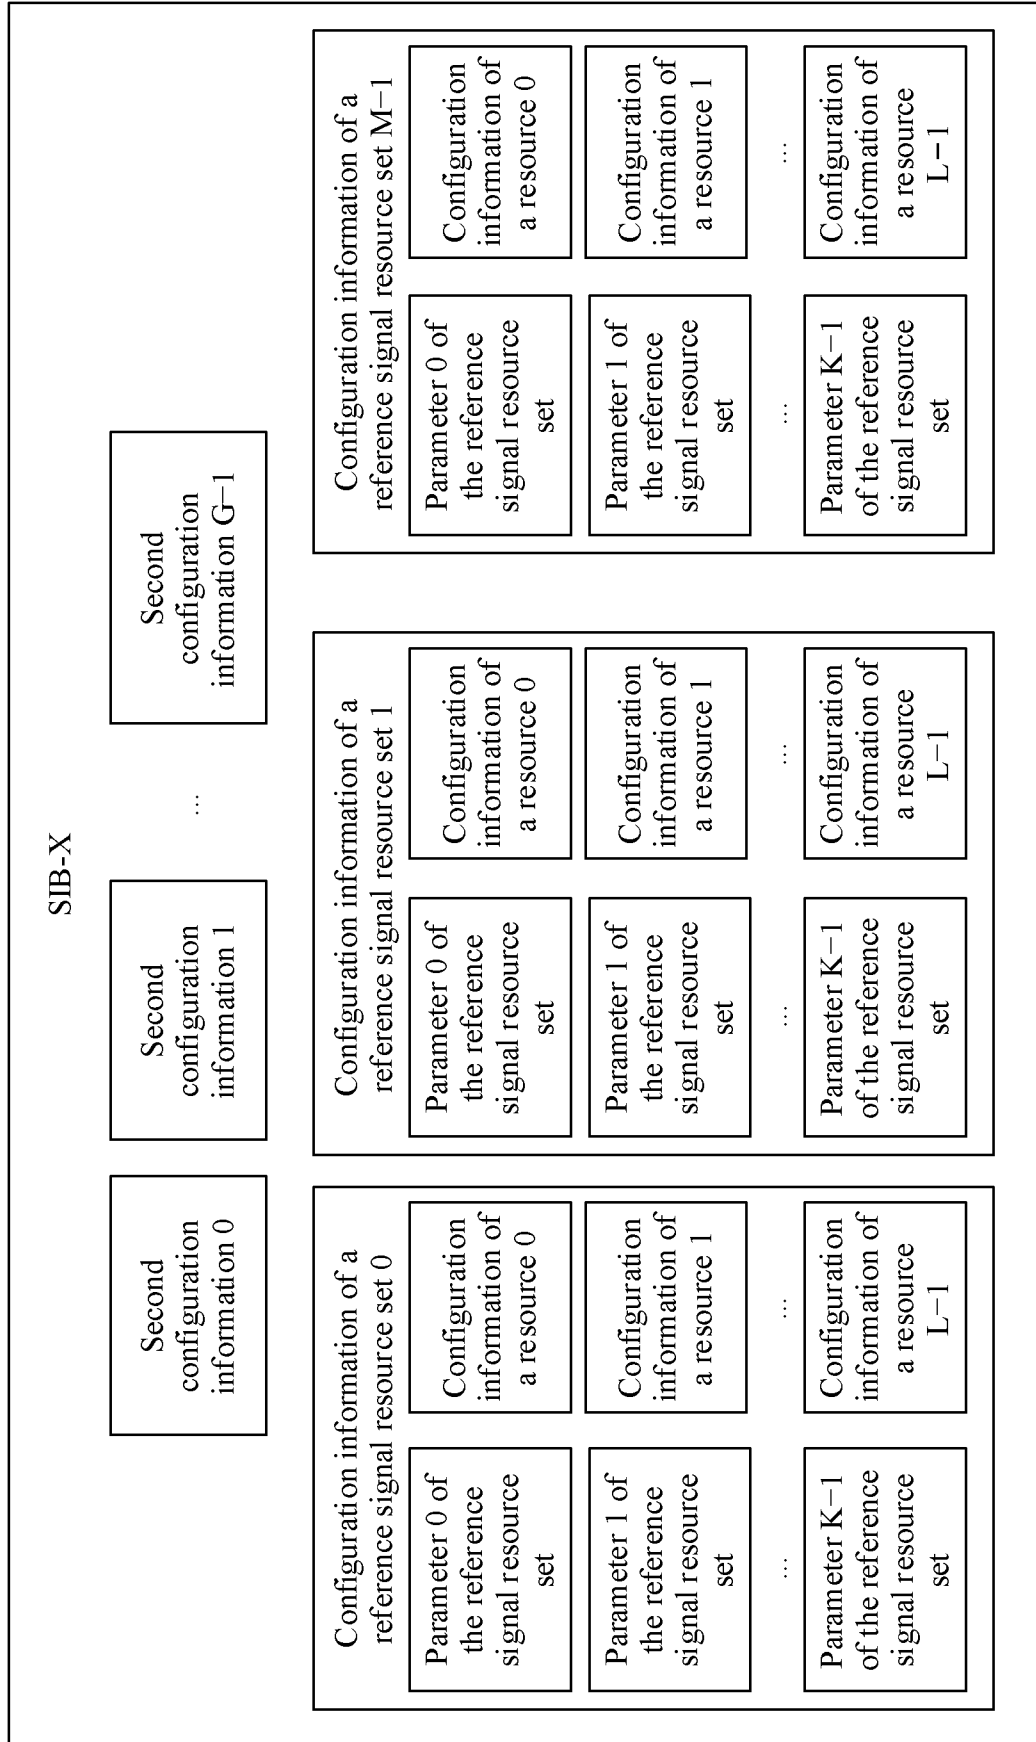 SIB-X
Second
configuration
information 0
Second
configuration
information 1
...
Second
configuration
information G−1
Configuration information of a
reference signal resource set 0
Parameter 0 of
the reference
signal resource
set
Configuration
information of
a resource 0
Parameter 1 of
the reference
signal resource
set
Configuration
information of
a resource 1
...
...
Parameter K−1
of the reference
signal resource
set
Configuration
information of
a resource
L−1
Configuration information of a
reference signal resource set 1
Parameter 0 of
the reference
signal resource
set
Configuration
information of
a resource 0
Parameter 1 of
the reference
signal resource
set
Configuration
information of
a resource 1
...
...
Parameter K−1
of the reference
signal resource
set
Configuration
information of
a resource
L−1
Configuration information of a
reference signal resource set M−1
Parameter 0 of
the reference
signal resource
set
Configuration
information of
a resource 0
Parameter 1 of
the reference
signal resource
set
Configuration
information of
a resource 1
...
...
Parameter K−1
of the reference
signal resource
set
Configuration
information of
a resource
L−1